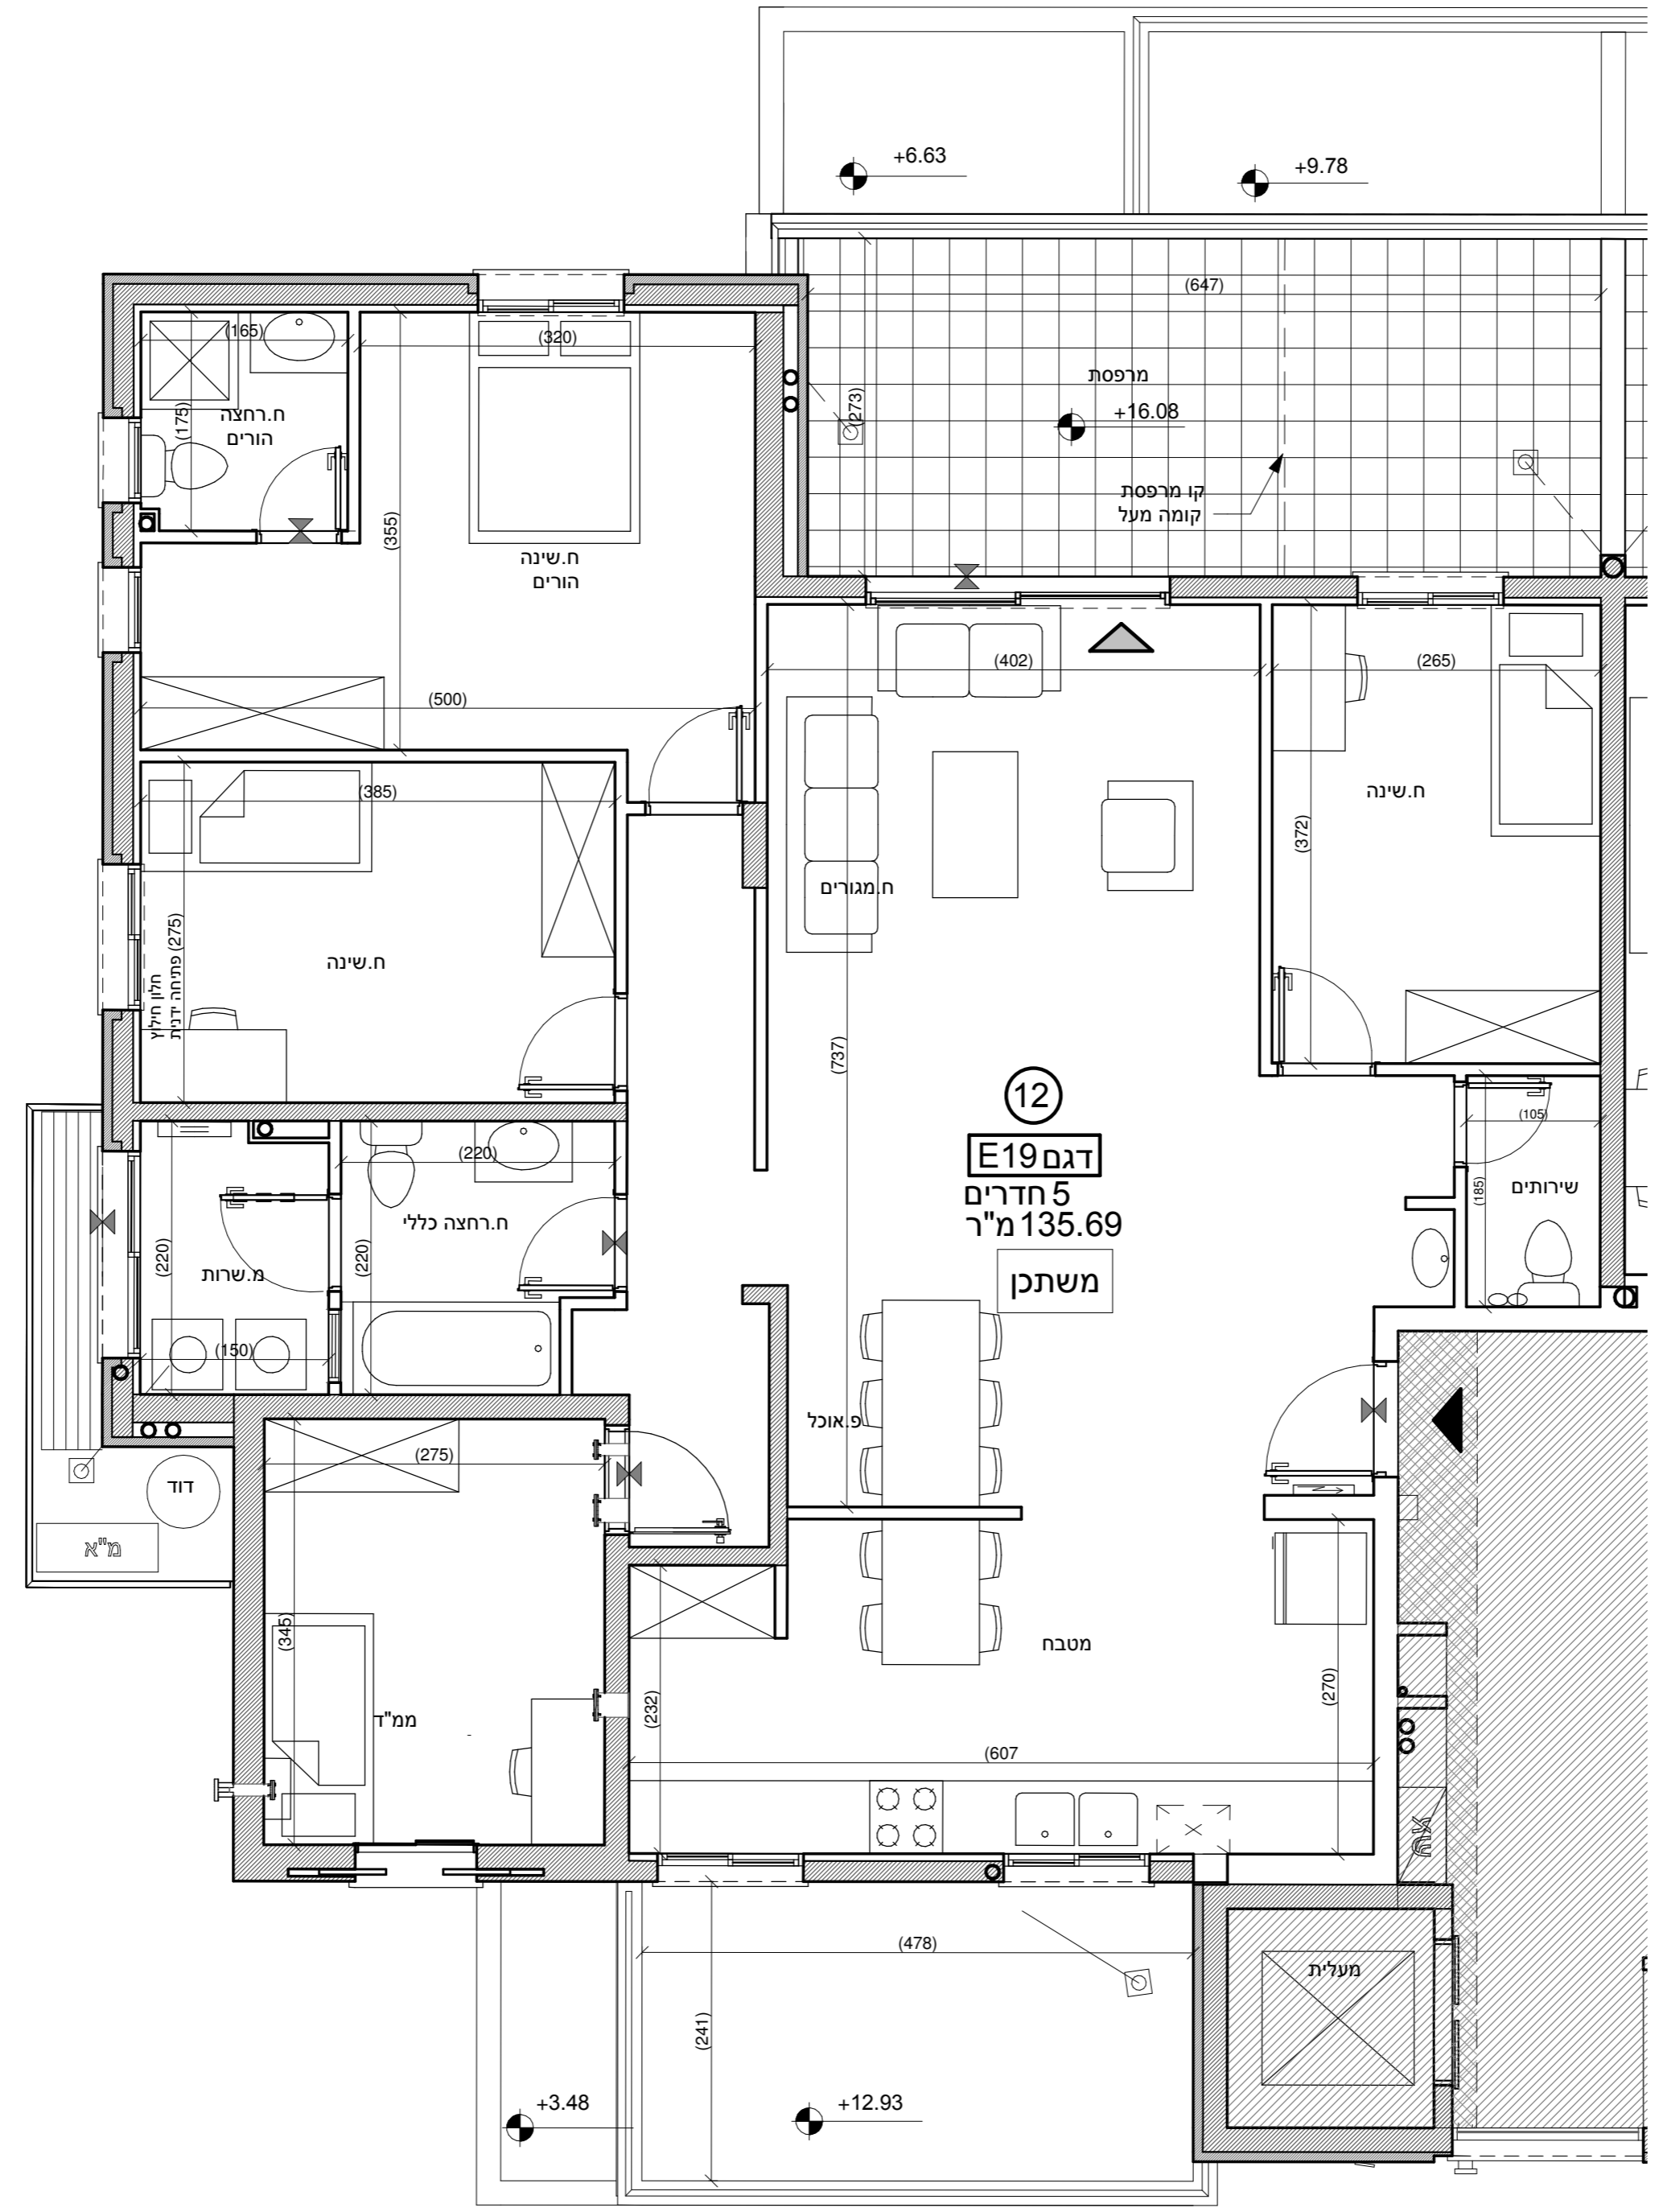 +6.63
+9.78
(647)
(165)
(320)
מרפסת
(273)
+16.08
ח.רחצה
הורים
(175)
קו מרפסת
קומה מעל
(355)
ח.שינה
הורים
(402)
(265)
(500)
(385)
ח.שינה
(372)
ח.מגורים
ח.שינה
חלון חילוץ
פתיחה ידנית (275)
(737)
12
דגם E19
5 חדרים
135.69 מ"ר
משתכן
(105)
(185)
שירותים
(220)
ח.רחצה כללי
(220)
(220)
מ.שרות
(150)
פ.אוכל
(275)
דוד
מ"א
(345)
ממ"ד
מטבח
(232)
(270)
(607
אש
(478)
מעלית
(241)
+3.48
+12.93